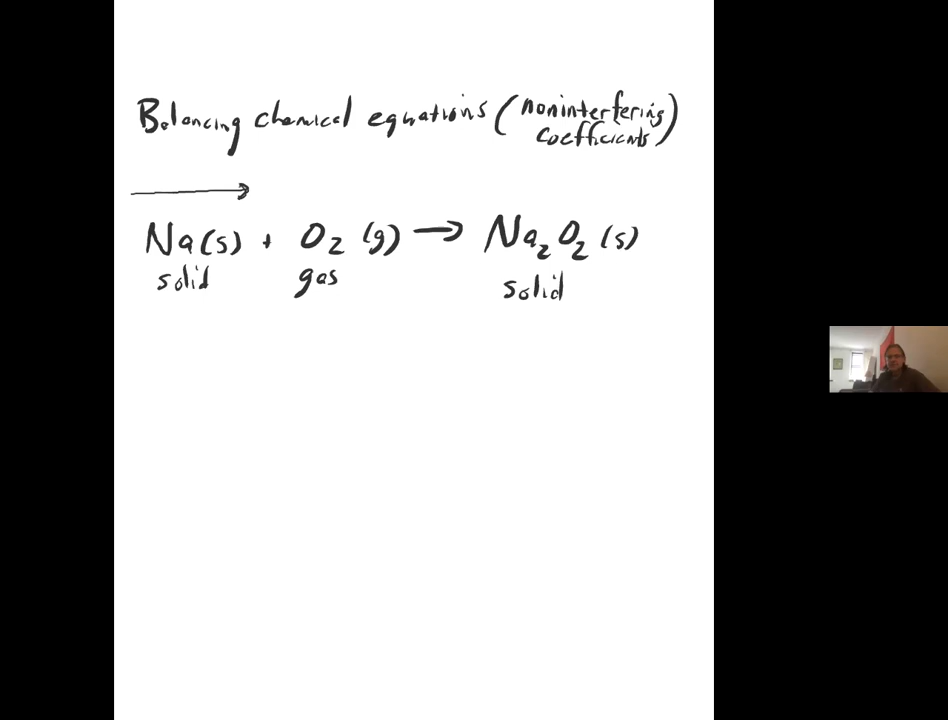 Balancing chemical equations (noninterfering
coefficients)
Na(s) + O₂ (g) → Na₂O₂ (s)
solid gas solid